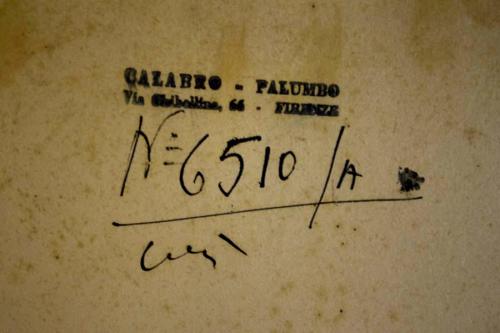 CALABRO - PALUMBO
Via Ghibellina, 66 - FIRENZE
N= 6510/A